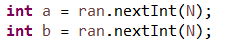 int a = ran.nextInt(N);
int b = ran.nextInt(N);